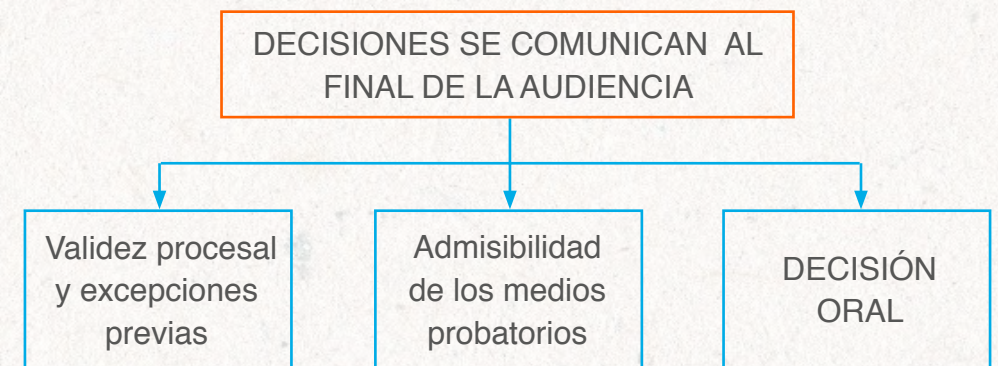 DECISIONES SE COMUNICAN AL
FINAL DE LA AUDIENCIA
Validez procesal
y excepciones
previas
Admisibilidad
de los medios
probatorios
DECISIÓN
ORAL